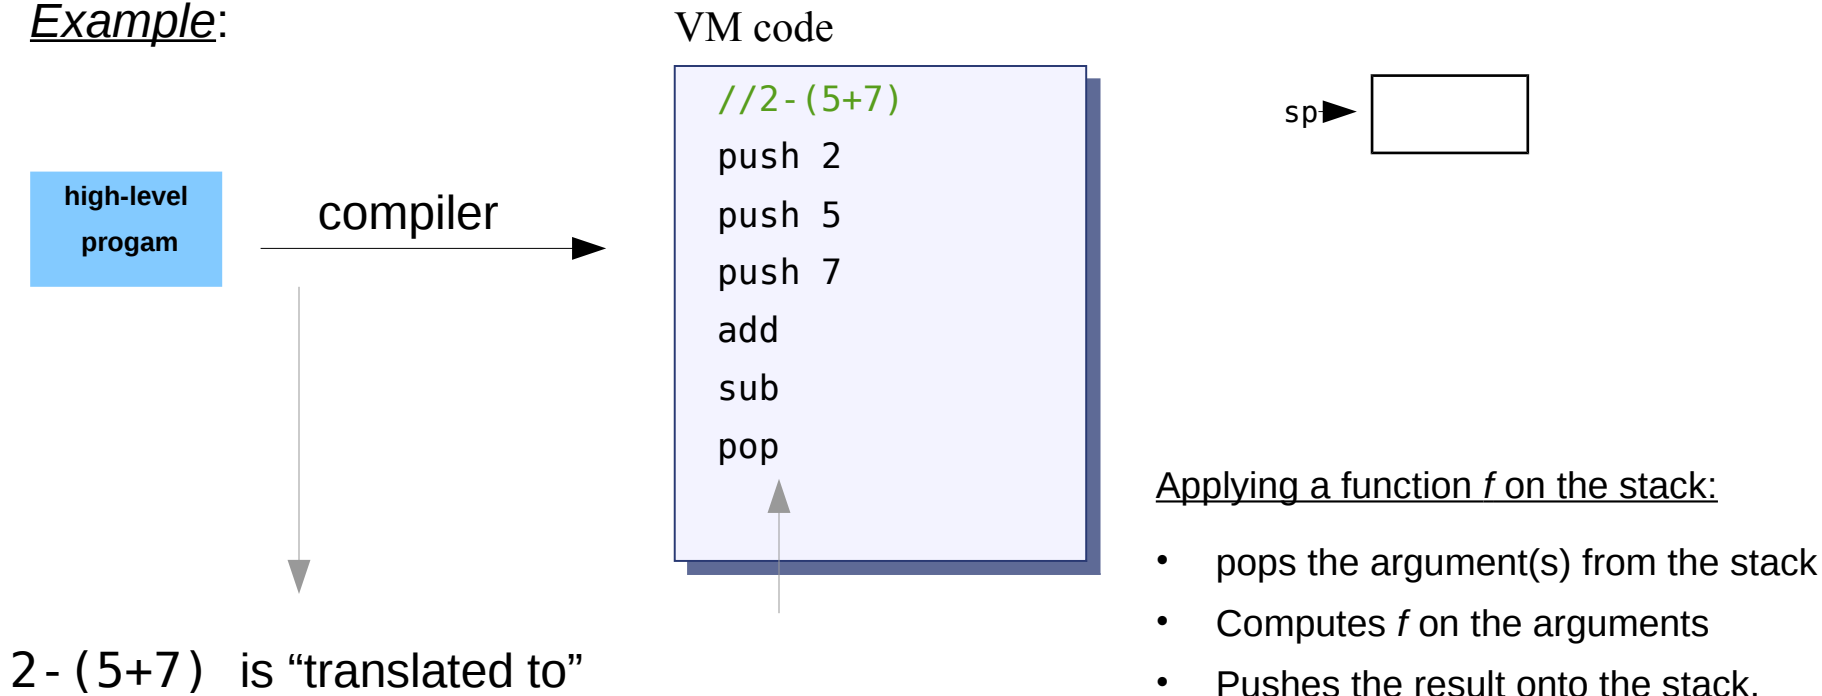 Example:
VM code
//2-(5+7)
push 2
push 5
push 7
add
sub
pop
sp
high-level
progam
compiler
2-(5+7) is “translated to”
Applying a function f on the stack:
• pops the argument(s) from the stack
• Computes f on the arguments
• Pushes the result onto the stack.